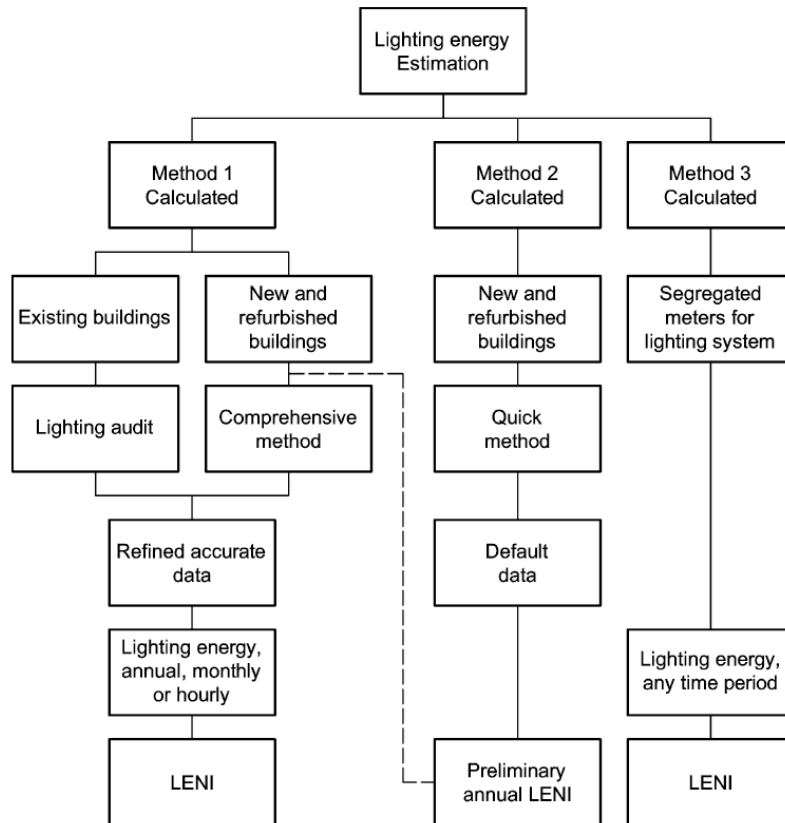 Lighting energy
Estimation
Method 1
Calculated
Method 2
Calculated
Method 3
Calculated
Existing buildings
New and
refurbished
buildings
New and
refurbished
buildings
Segregated
meters for
lighting system
Lighting audit
Comprehensive
method
Quick
method
Refined accurate
data
Default
data
Lighting energy,
annual, monthly
or hourly
Lighting energy,
any time period
LENI
Preliminary
annual LENI
LENI